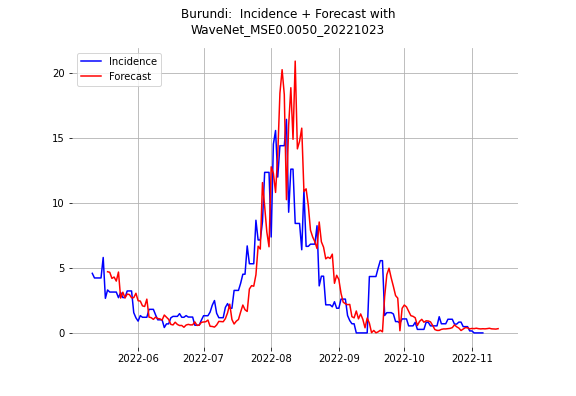 Burundi:  Incidence + Forecast with
WaveNet_MSE0.0050_20221023
Incidence
Forecast
20
15
10
5
0
2022-06 2022-07 2022-08 2022-09 2022-10 2022-11